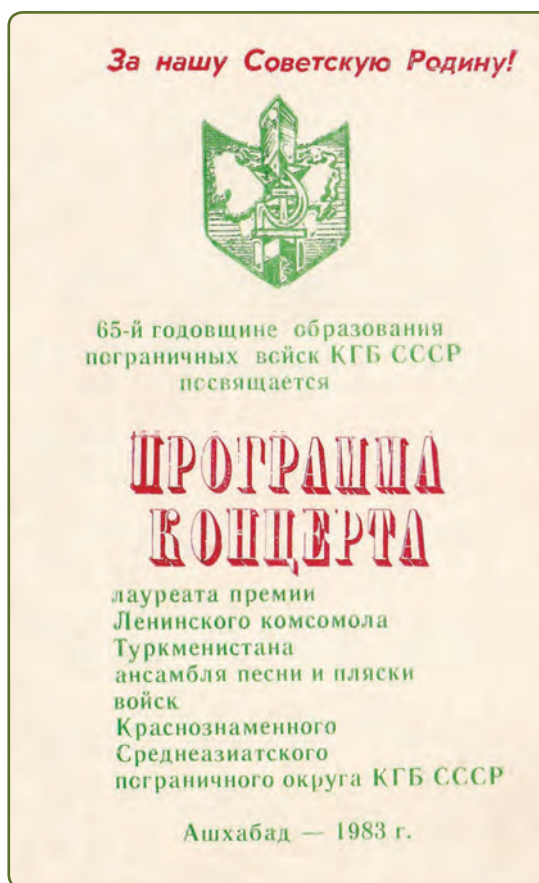 За нашу Советскую Родину!
65-й годовщине образования
пограничных войск КГБ СССР
посвящается
ПРОГРАММА
КОНЦЕРТА
лауреата премии
Ленинского комсомола
Туркменистана
ансамбля песни и пляски
войск
Краснознаменного
Среднеазиатского
пограничного округа КГБ СССР
Ашхабад — 1983 г.